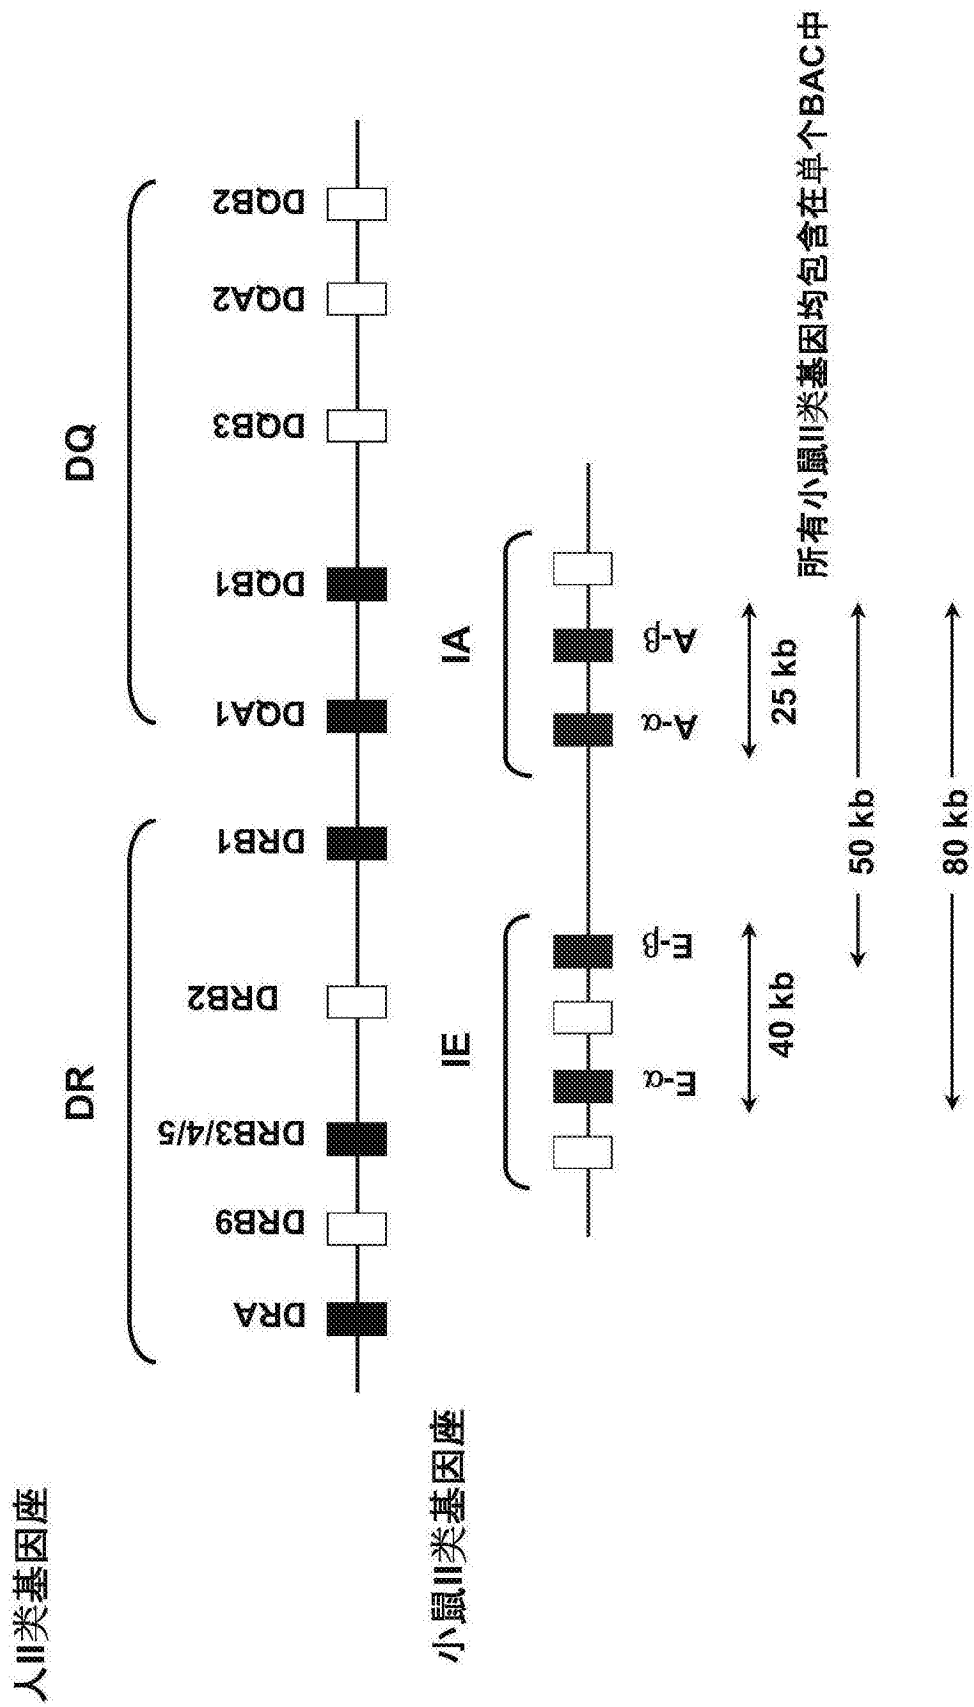 人II类基因座
DR
DQ
DRA
DRB9
DRB3/4/5
DRB2
DRB1
DQA1
DQB1
DQB3
DQA2
DQB2
小鼠II类基因座
IE
IA
E-α
E-β
A-α
A-β
40 kb
25 kb
所有小鼠II类基因均包含在单个BAC中
50 kb
80 kb